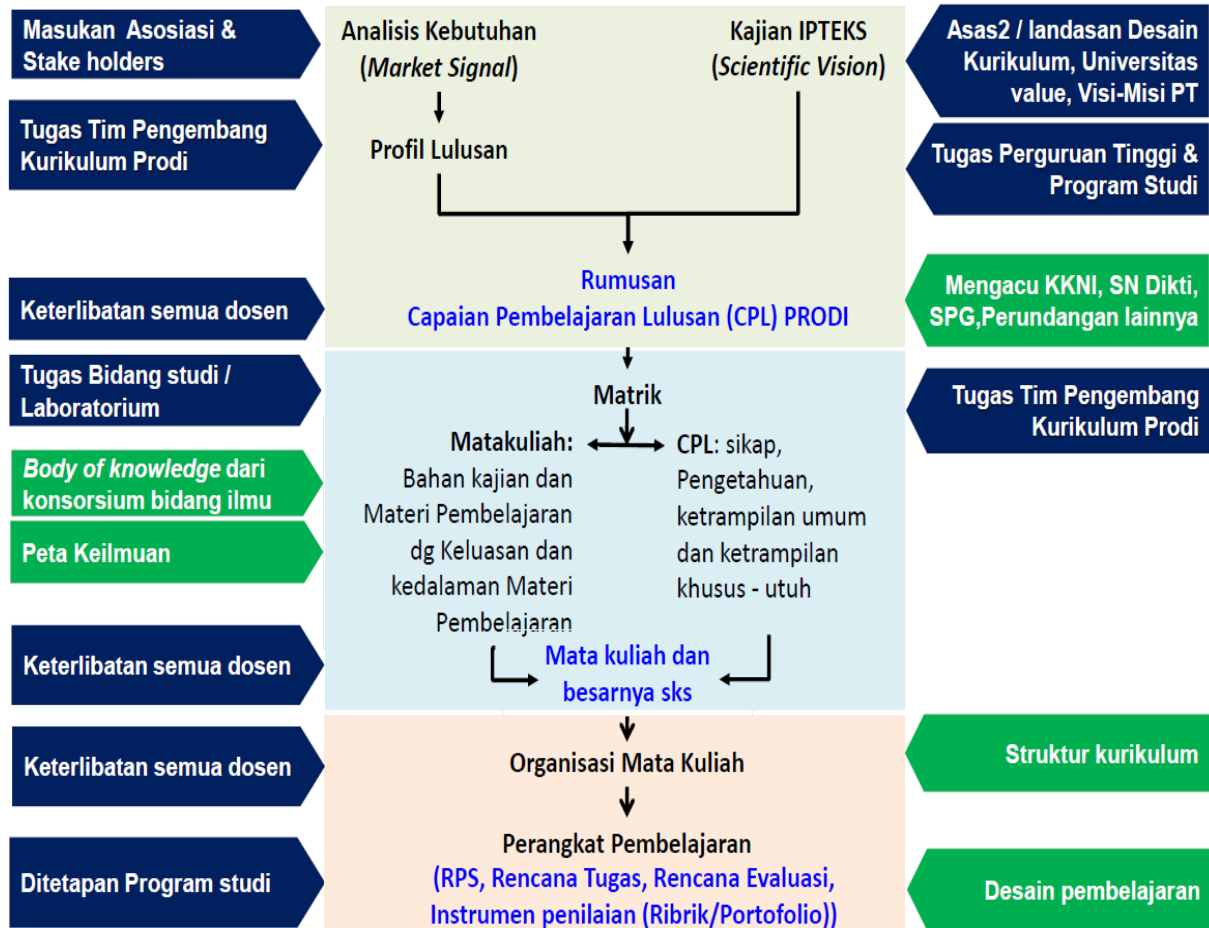 Masukan Asosiasi &
Stake holders
Analisis Kebutuhan
(Market Signal)
Kajian IPTEKS
(Scientific Vision)
Asas2 / landasan Desain
Kurikulum, Universitas
value, Visi-Misi PT
Tugas Tim Pengembang
Kurikulum Prodi
Profil Lulusan
Tugas Perguruan Tinggi &
Program Studi
Keterlibatan semua dosen
Rumusan
Capaian Pembelajaran Lulusan (CPL) PRODI
Mengacu KKNI, SN Dikti,
SPG,Perundangan lainnya
Tugas Bidang studi /
Laboratorium
Matrik
Tugas Tim Pengembang
Kurikulum Prodi
Body of knowledge dari
konsorsium bidang ilmu
Peta Keilmuan
Matakuliah:
Bahan kajian dan
Materi Pembelajaran
dg Keluasan dan
kedalaman Materi
Pembelajaran
CPL: sikap,
Pengetahuan,
ketrampilan umum
dan ketrampilan
khusus - utuh
Keterlibatan semua dosen
Mata kuliah dan
besarnya sks
Keterlibatan semua dosen
Organisasi Mata Kuliah
Struktur kurikulum
Ditetapan Program studi
Perangkat Pembelajaran
(RPS, Rencana Tugas, Rencana Evaluasi,
Instrumen penilaian (Ribrik/Portofolio))
Desain pembelajaran